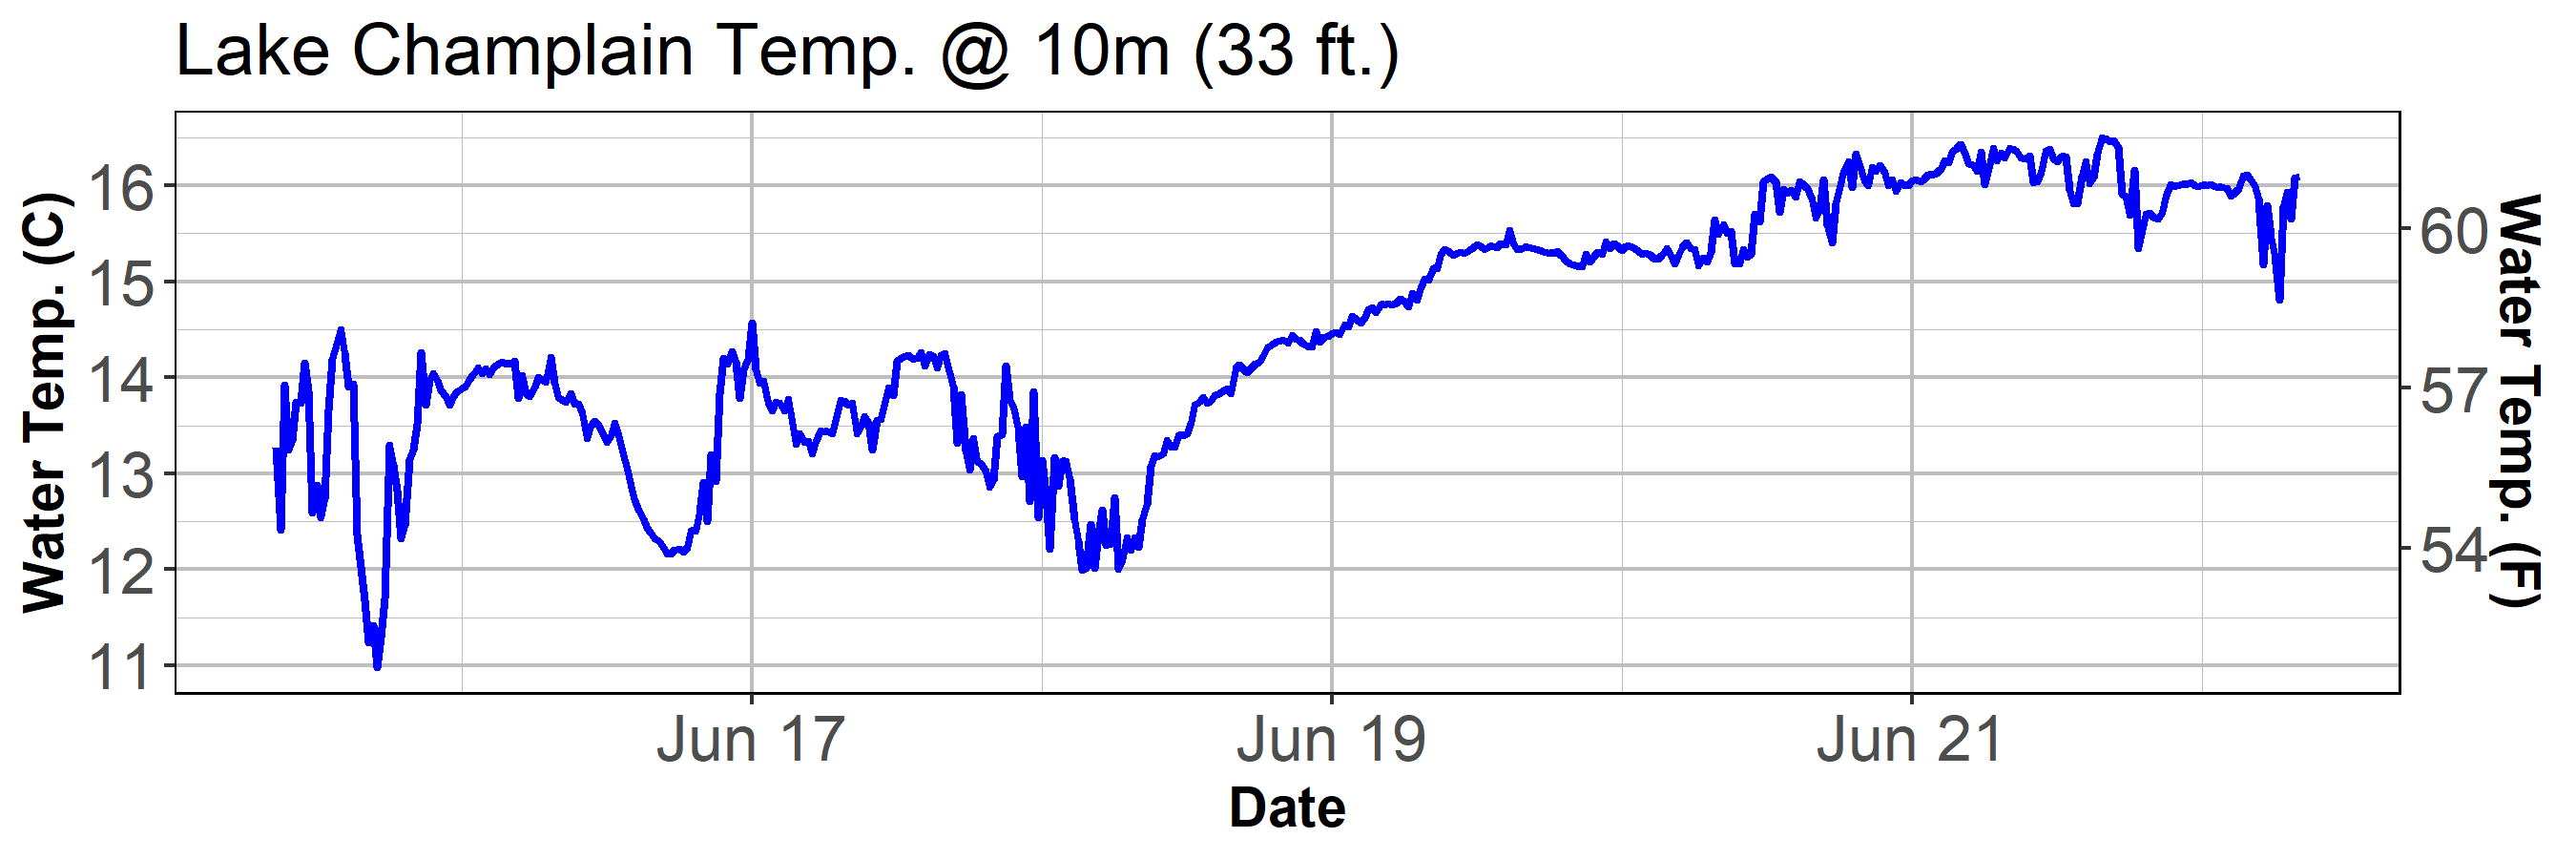 Lake Champlain Temp. @ 10m (33 ft.)
Water Temp. (C)
16
15
14
13
12
11
60
57
54
Water Temp. (F)
Jun 17
Jun 19
Jun 21
Date